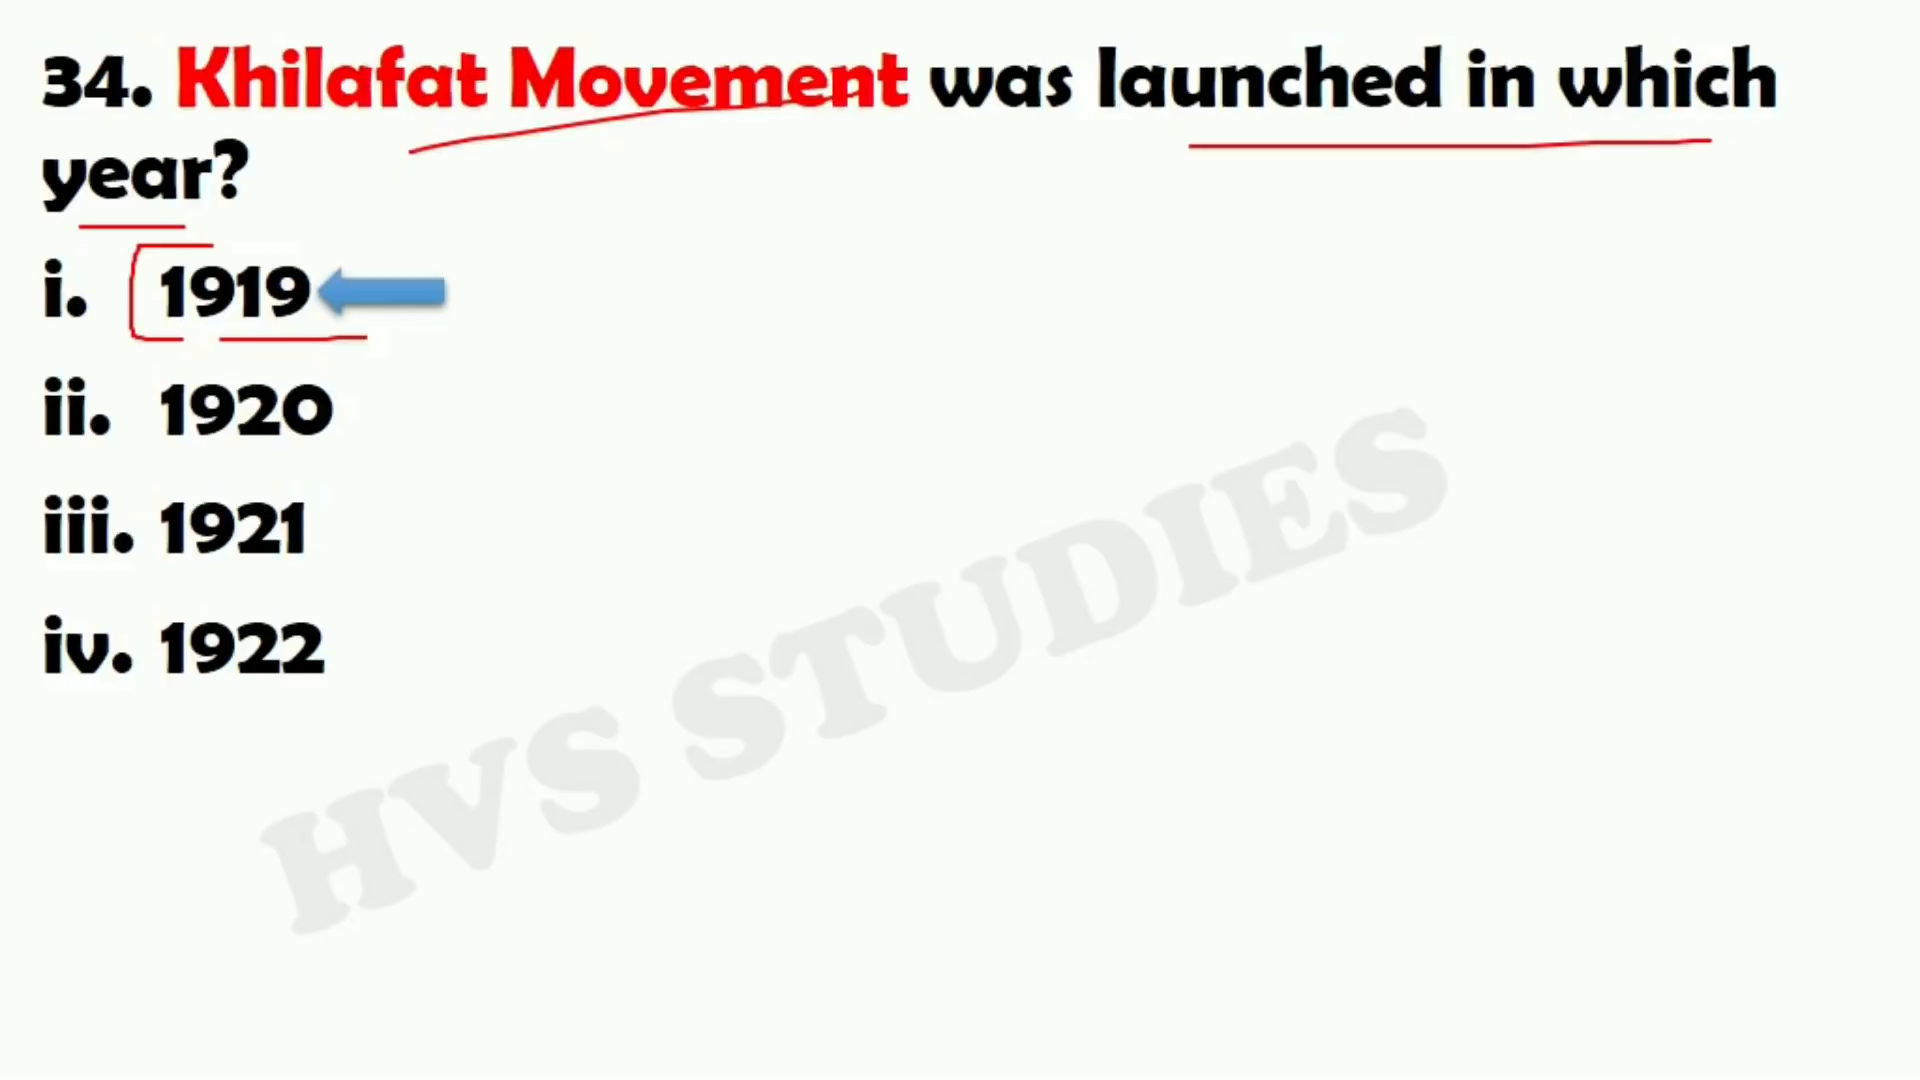 34. Khilafat Movement was launched in which
year?
i. 1919
ii. 1920
iii. 1921
iv. 1922
HVS STUDIES